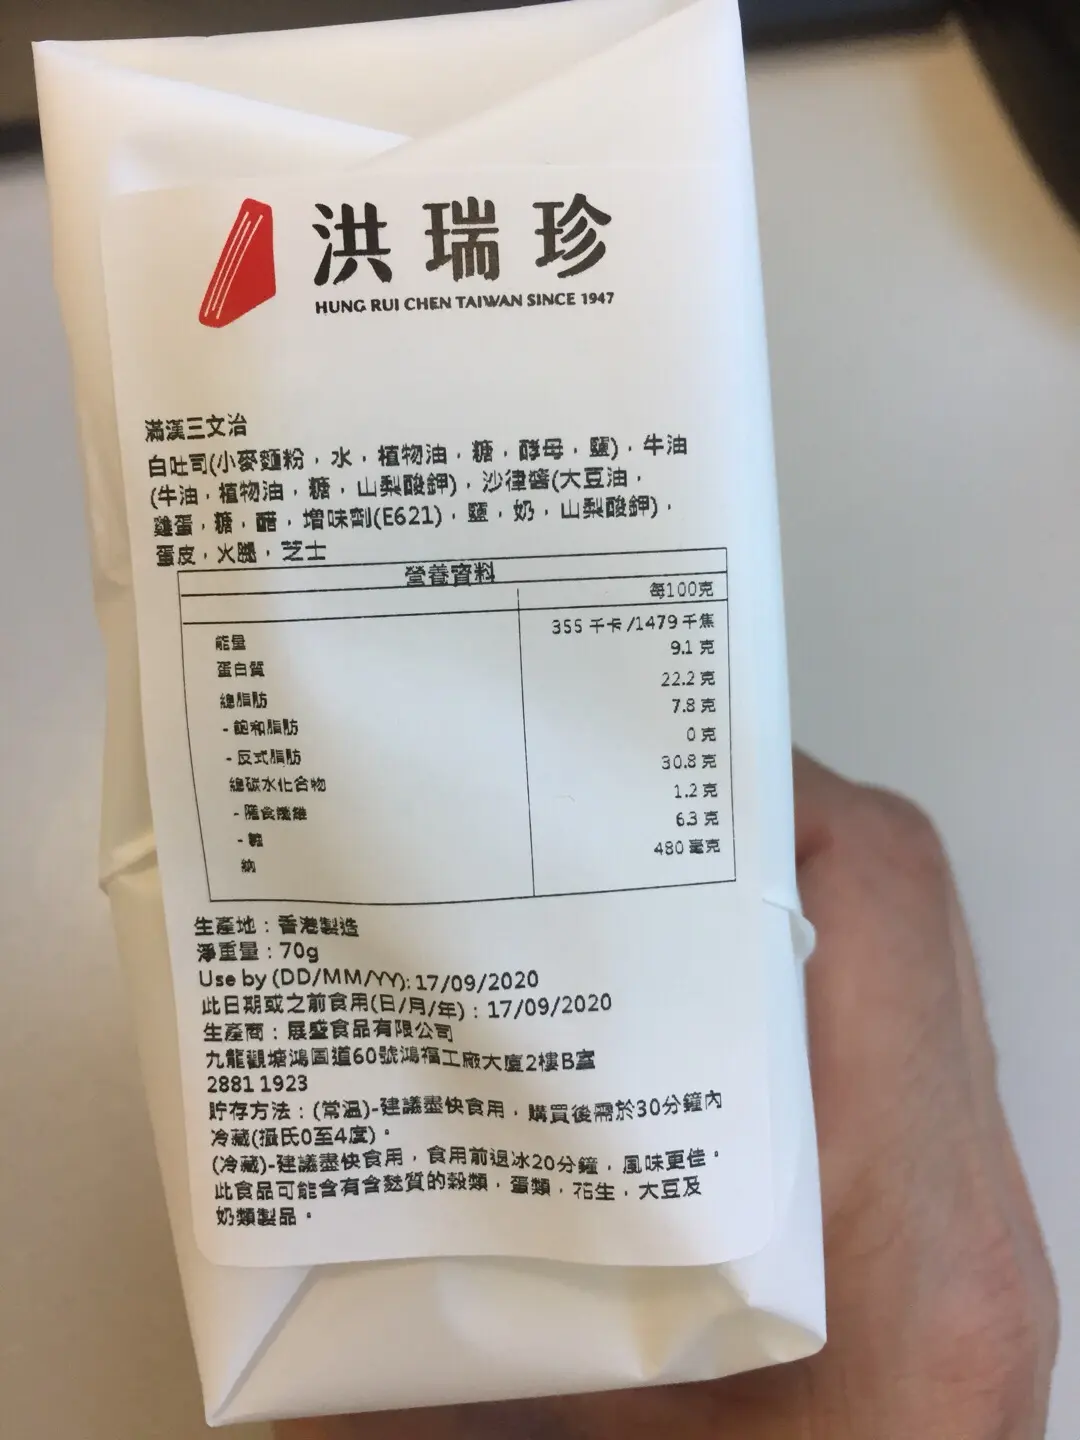 洪瑞珍
HUNG RUI CHEN TAIWAN SINCE 1947
滿漢三文治
白吐司(小麥麵粉，水，植物油，糖，酵母，鹽)，牛油
(牛油，植物油，糖，山梨酸鉀)，沙律醬(大豆油，
雞蛋，糖，醋，增味劑(E621)，鹽，奶，山梨酸鉀)，
蛋皮，火腿，芝士
營養資料
每100克
能量 355 千卡/1479 千焦
蛋白質 9.1 克
總脂肪 22.2 克
- 飽和脂肪 7.8 克
- 反式脂肪 0 克
總碳水化合物 30.8 克
- 膳食纖維 1.2 克
- 糖 6.3 克
鈉 480 毫克
生產地：香港製造
淨重量：70g
Use by (DD/MM/YY): 17/09/2020
此日期或之前食用(日/月/年)：17/09/2020
生產商：展盛食品有限公司
九龍觀塘鴻圖道60號鴻福工廠大廈2樓B室
2881 1923
貯存方法：(常溫)-建議盡快食用，購買後需於30分鐘內
冷藏(攝氏0至4度)。
(冷藏)-建議盡快食用，食用前退冰20分鐘，風味更佳。
此食品可能含有含麩質的穀類，蛋類，花生，大豆及
奶類製品。